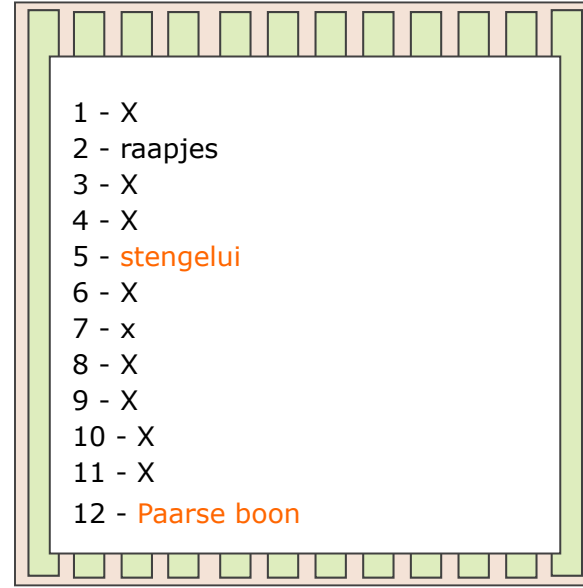 1 - X
2 - raapjes
3 - X
4 - X
5 - stengelui
6 - X
7 - x
8 - X
9 - X
10 - X
11 - X
12 - Paarse boon